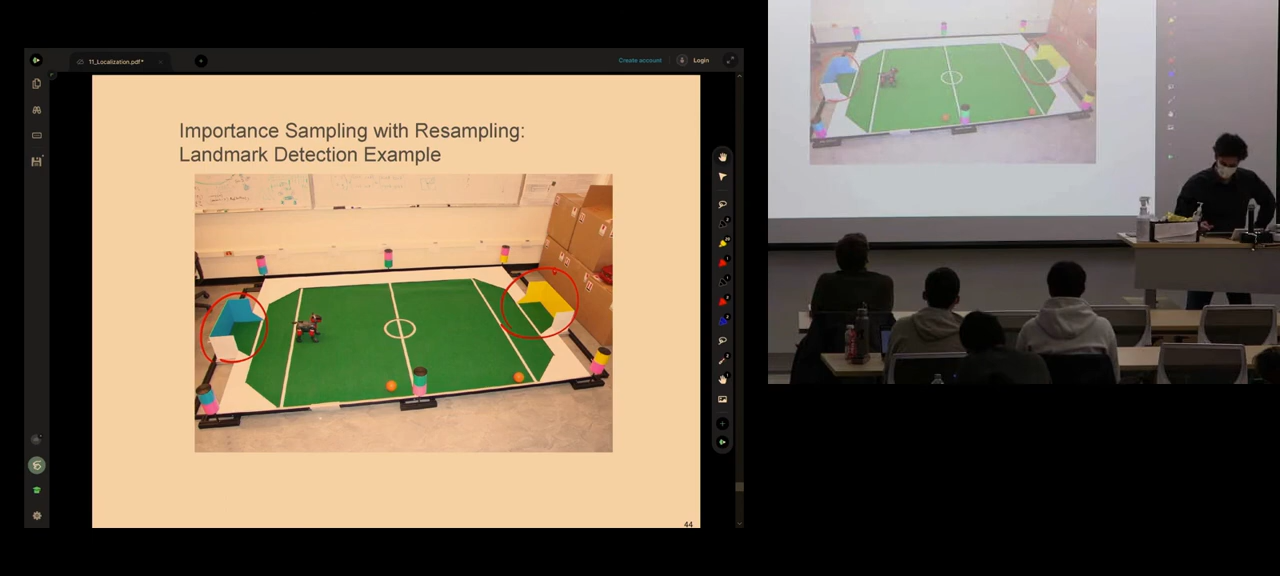 11_Localization.pdf*
Create account
Login
Importance Sampling with Resampling:
Landmark Detection Example
44